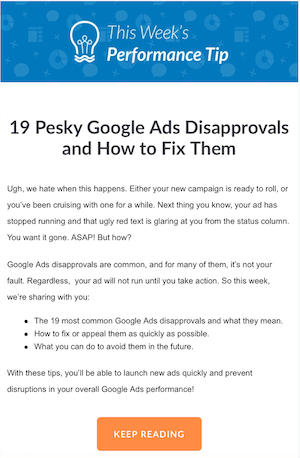 This Week's
Performance Tip
19 Pesky Google Ads Disapprovals
and How to Fix Them
Ugh, we hate when this happens. Either your new campaign is ready to roll, or
you've been cruising with one for a while. Next thing you know, your ad has
stopped running and that ugly red text is glaring at you from the status column.
You want it gone. ASAP! But how?
Google Ads disapprovals are common, and for many of them, it's not your
fault. Regardless,  your ad will not run until you take action. So this week,
we're sharing with you:
● The 19 most common Google Ads disapprovals and what they mean.
● How to fix or appeal them as quickly as possible.
● What you can do to avoid them in the future.
With these tips, you'll be able to launch new ads quickly and prevent
disruptions in your overall Google Ads performance!
KEEP READING